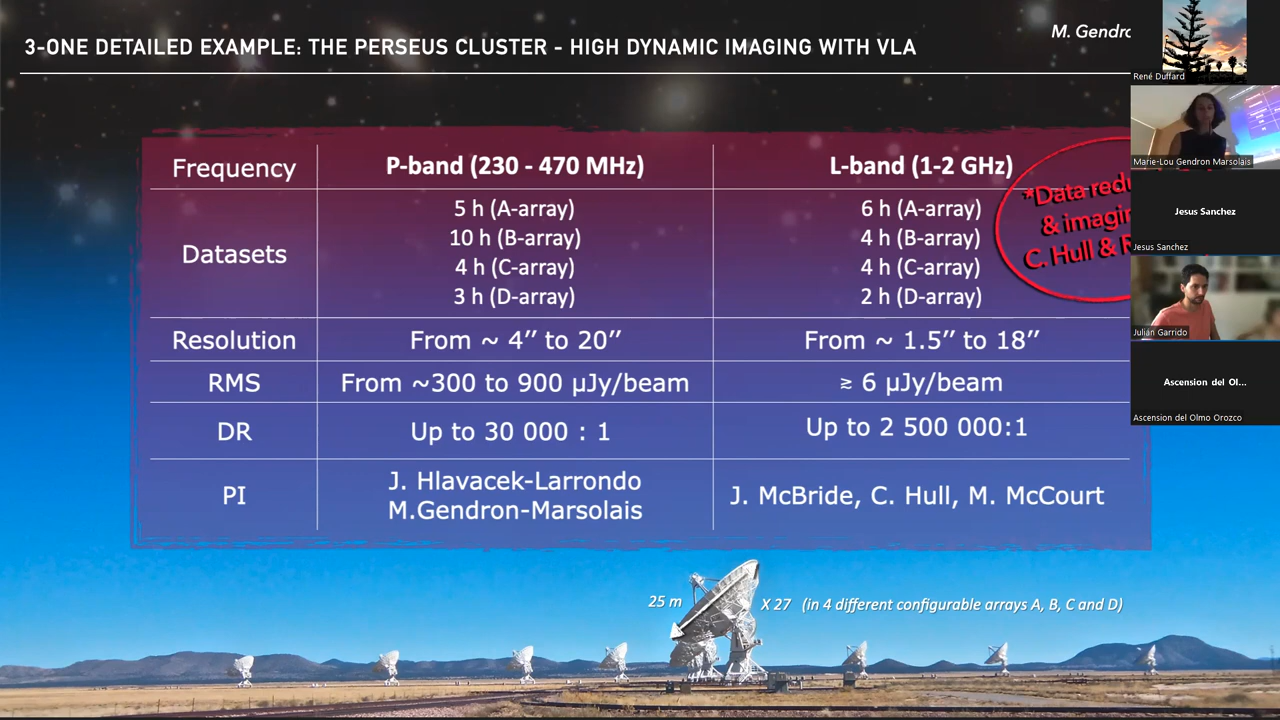 3-ONE DETAILED EXAMPLE: THE PERSEUS CLUSTER - HIGH DYNAMIC IMAGING WITH VLA
M. Gendro
René Duffard
Marie-Lou Gendron Marsolais
Jesus Sanchez
Jesus Sanchez
Julián Garrido
Ascension del Ol...
Ascension del Olmo Orozco
Frequency
P-band (230 - 470 MHz)
L-band (1-2 GHz)
*Data redu
& imagin
C. Hull & R
Datasets
5 h (A-array)
10 h (B-array)
4 h (C-array)
3 h (D-array)
6 h (A-array)
4 h (B-array)
4 h (C-array)
2 h (D-array)
Resolution
From ~ 4’’ to 20’’
From ~ 1.5’’ to 18’’
RMS
From ~300 to 900 μJy/beam
≳ 6 μJy/beam
DR
Up to 30 000 : 1
Up to 2 500 000:1
PI
J. Hlavacek-Larrondo
M.Gendron-Marsolais
J. McBride, C. Hull, M. McCourt
25 m
X 27 (in 4 different configurable arrays A, B, C and D)